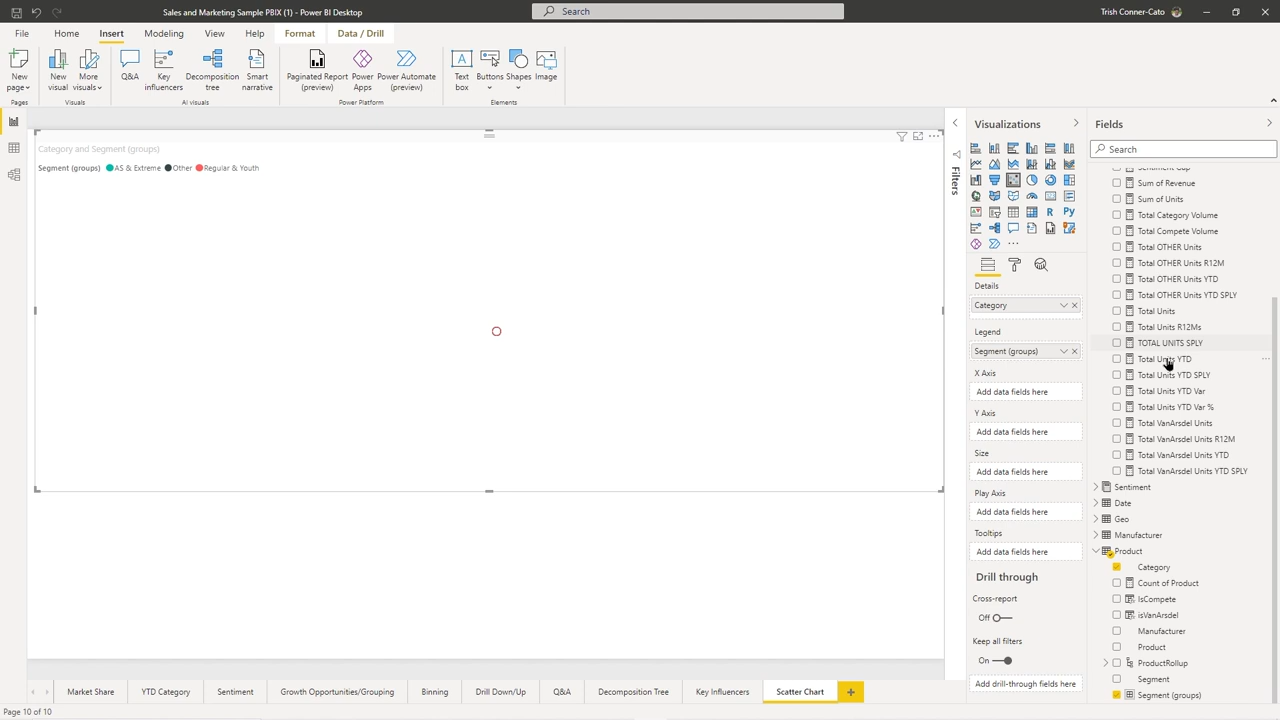 Sales and Marketing Sample PBIX (1) - Power BI Desktop
Search
Trish Conner-Cato
File Home Insert Modeling View Help Format Data / Drill
New page
New visual
More visuals
Q&A
Key influencers
Decomposition tree
Smart narrative
Paginated Report (preview)
Power Apps
Power Automate (preview)
Text box
Buttons
Shapes
Image
Pages
Visuals
AI visuals
Power Platform
Elements
Category and Segment (groups)
Segment (groups) AS & Extreme Other Regular & Youth
Filters
Visualizations
R
Py
Details
Category
Legend
Segment (groups)
X Axis
Add data fields here
Y Axis
Add data fields here
Size
Add data fields here
Play Axis
Add data fields here
Tooltips
Add data fields here
Drill through
Cross-report
Off
Keep all filters
On
Add drill-through fields here
Fields
Search
Sentiment Gap
Sum of Revenue
Sum of Units
Total Category Volume
Total Compete Volume
Total OTHER Units
Total OTHER Units R12M
Total OTHER Units YTD
Total OTHER Units YTD SPLY
Total Units
Total Units R12Ms
TOTAL UNITS SPLY
Total Units YTD
Total Units YTD SPLY
Total Units YTD Var
Total Units YTD Var %
Total VanArsdel Units
Total VanArsdel Units R12M
Total VanArsdel Units YTD
Total VanArsdel Units YTD SPLY
Sentiment
Date
Geo
Manufacturer
Product
Category
Count of Product
IsCompete
isVanArsdel
Manufacturer
Product
ProductRollup
Segment
Segment (groups)
Market Share YTD Category Sentiment Growth Opportunities/Grouping Binning Drill Down/Up Q&A Decomposition Tree Key Influencers Scatter Chart
Page 10 of 10